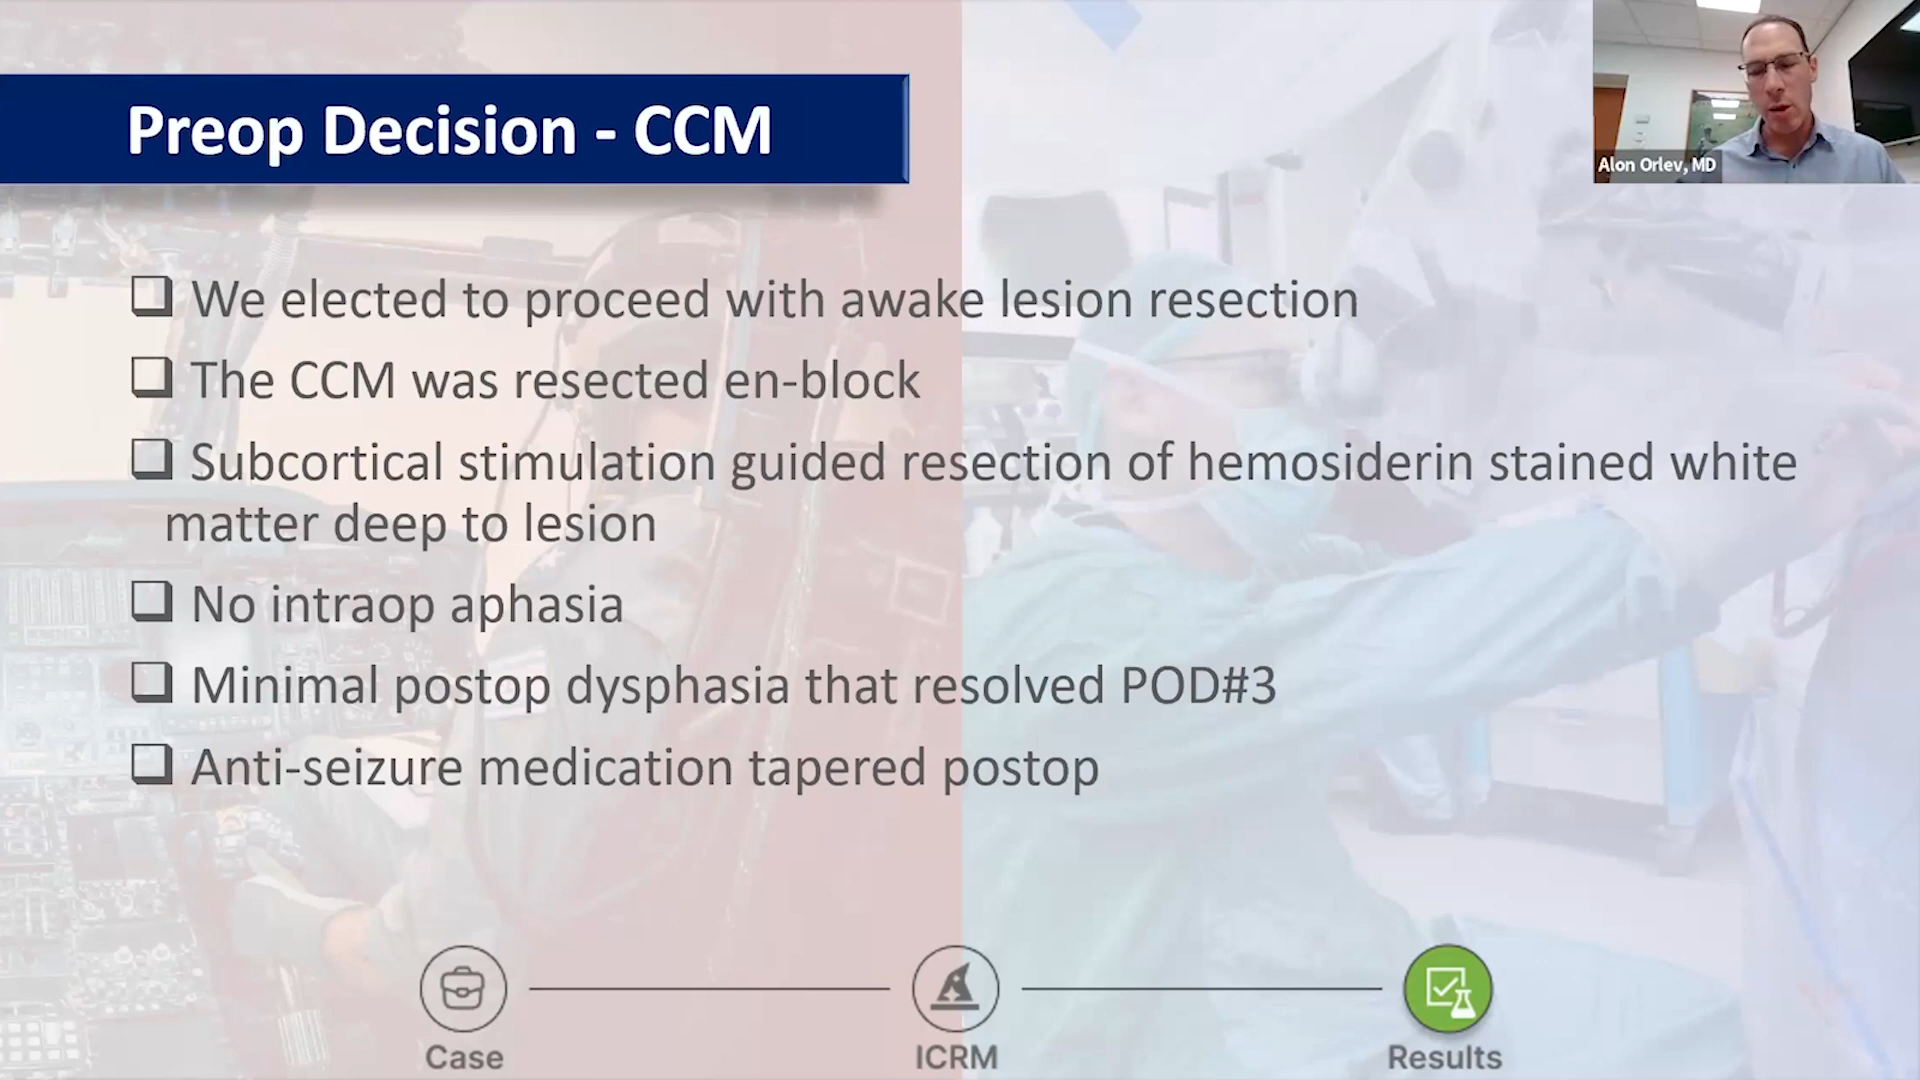 Preop Decision - CCM
Alon Orlev, MD
We elected to proceed with awake lesion resection
The CCM was resected en-block
Subcortical stimulation guided resection of hemosiderin stained white
matter deep to lesion
No intraop aphasia
Minimal postop dysphasia that resolved POD#3
Anti-seizure medication tapered postop
Case
ICRM
Results